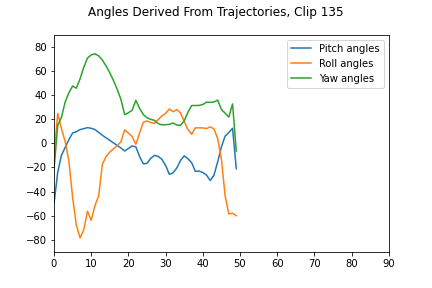 Angles Derived From Trajectories, Clip 135
Pitch angles
Roll angles
Yaw angles
80
60
40
20
0
−20
−40
−60
−80
0 10 20 30 40 50 60 70 80 90